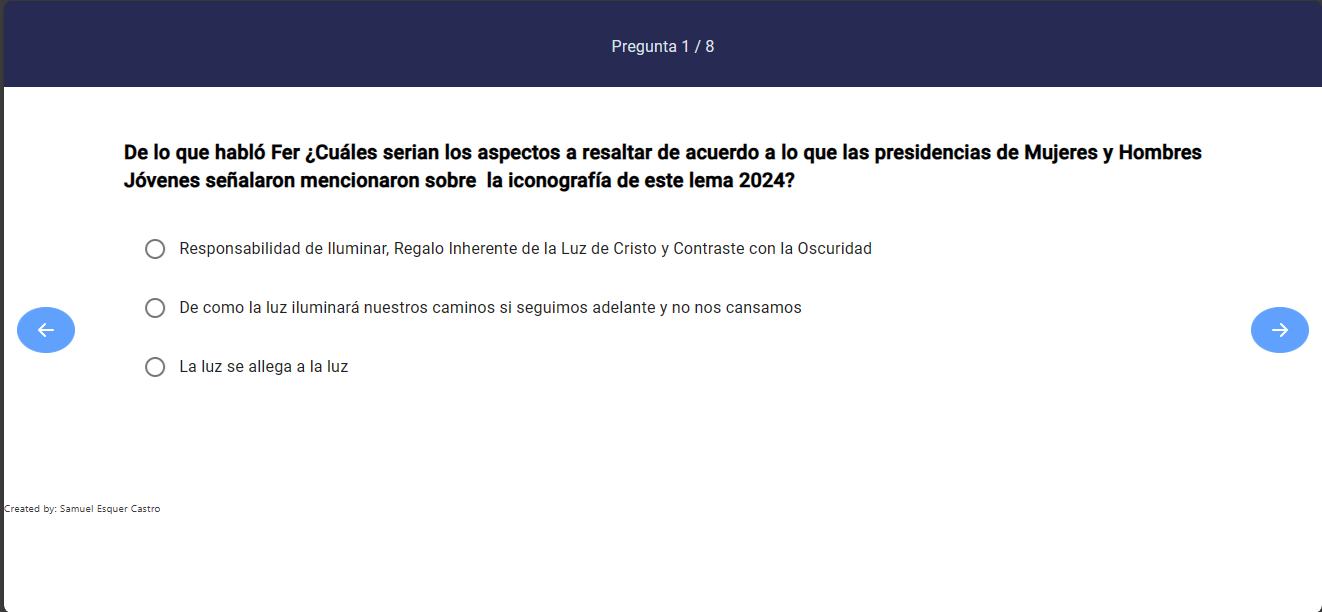 Pregunta 1 / 8
De lo que habló Fer ¿Cuáles serian los aspectos a resaltar de acuerdo a lo que las presidencias de Mujeres y Hombres
Jóvenes señalaron mencionaron sobre  la iconografía de este lema 2024?
Responsabilidad de Iluminar, Regalo Inherente de la Luz de Cristo y Contraste con la Oscuridad
De como la luz iluminará nuestros caminos si seguimos adelante y no nos cansamos
La luz se allega a la luz
Created by: Samuel Esquer Castro